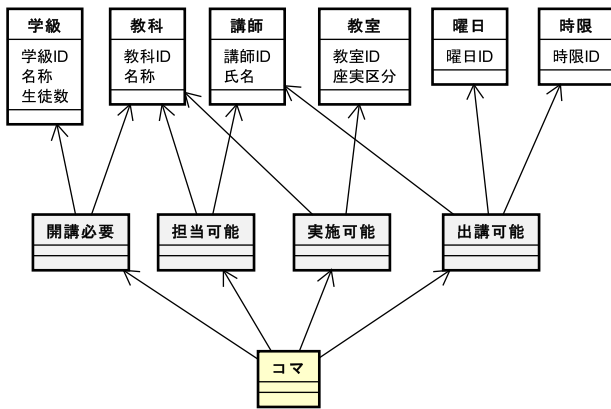 学級
学級ID
名称
生徒数
教科
教科ID
名称
講師
講師ID
氏名
教室
教室ID
座実区分
曜日
曜日ID
時限
時限ID
開講必要
担当可能
実施可能
出講可能
コマ